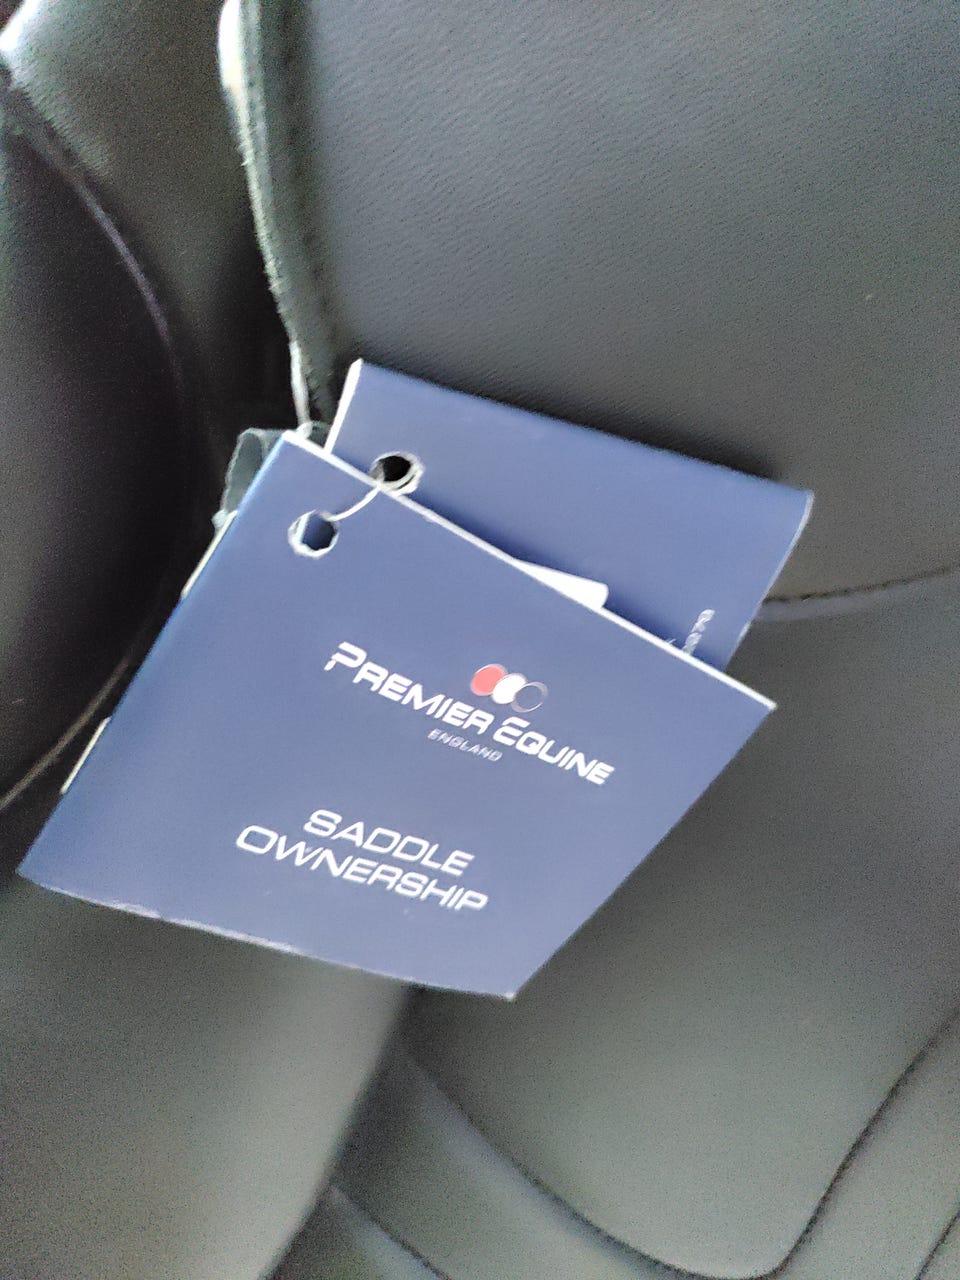 PREMIER EQUINE
ENGLAND
SADDLE
OWNERSHIP